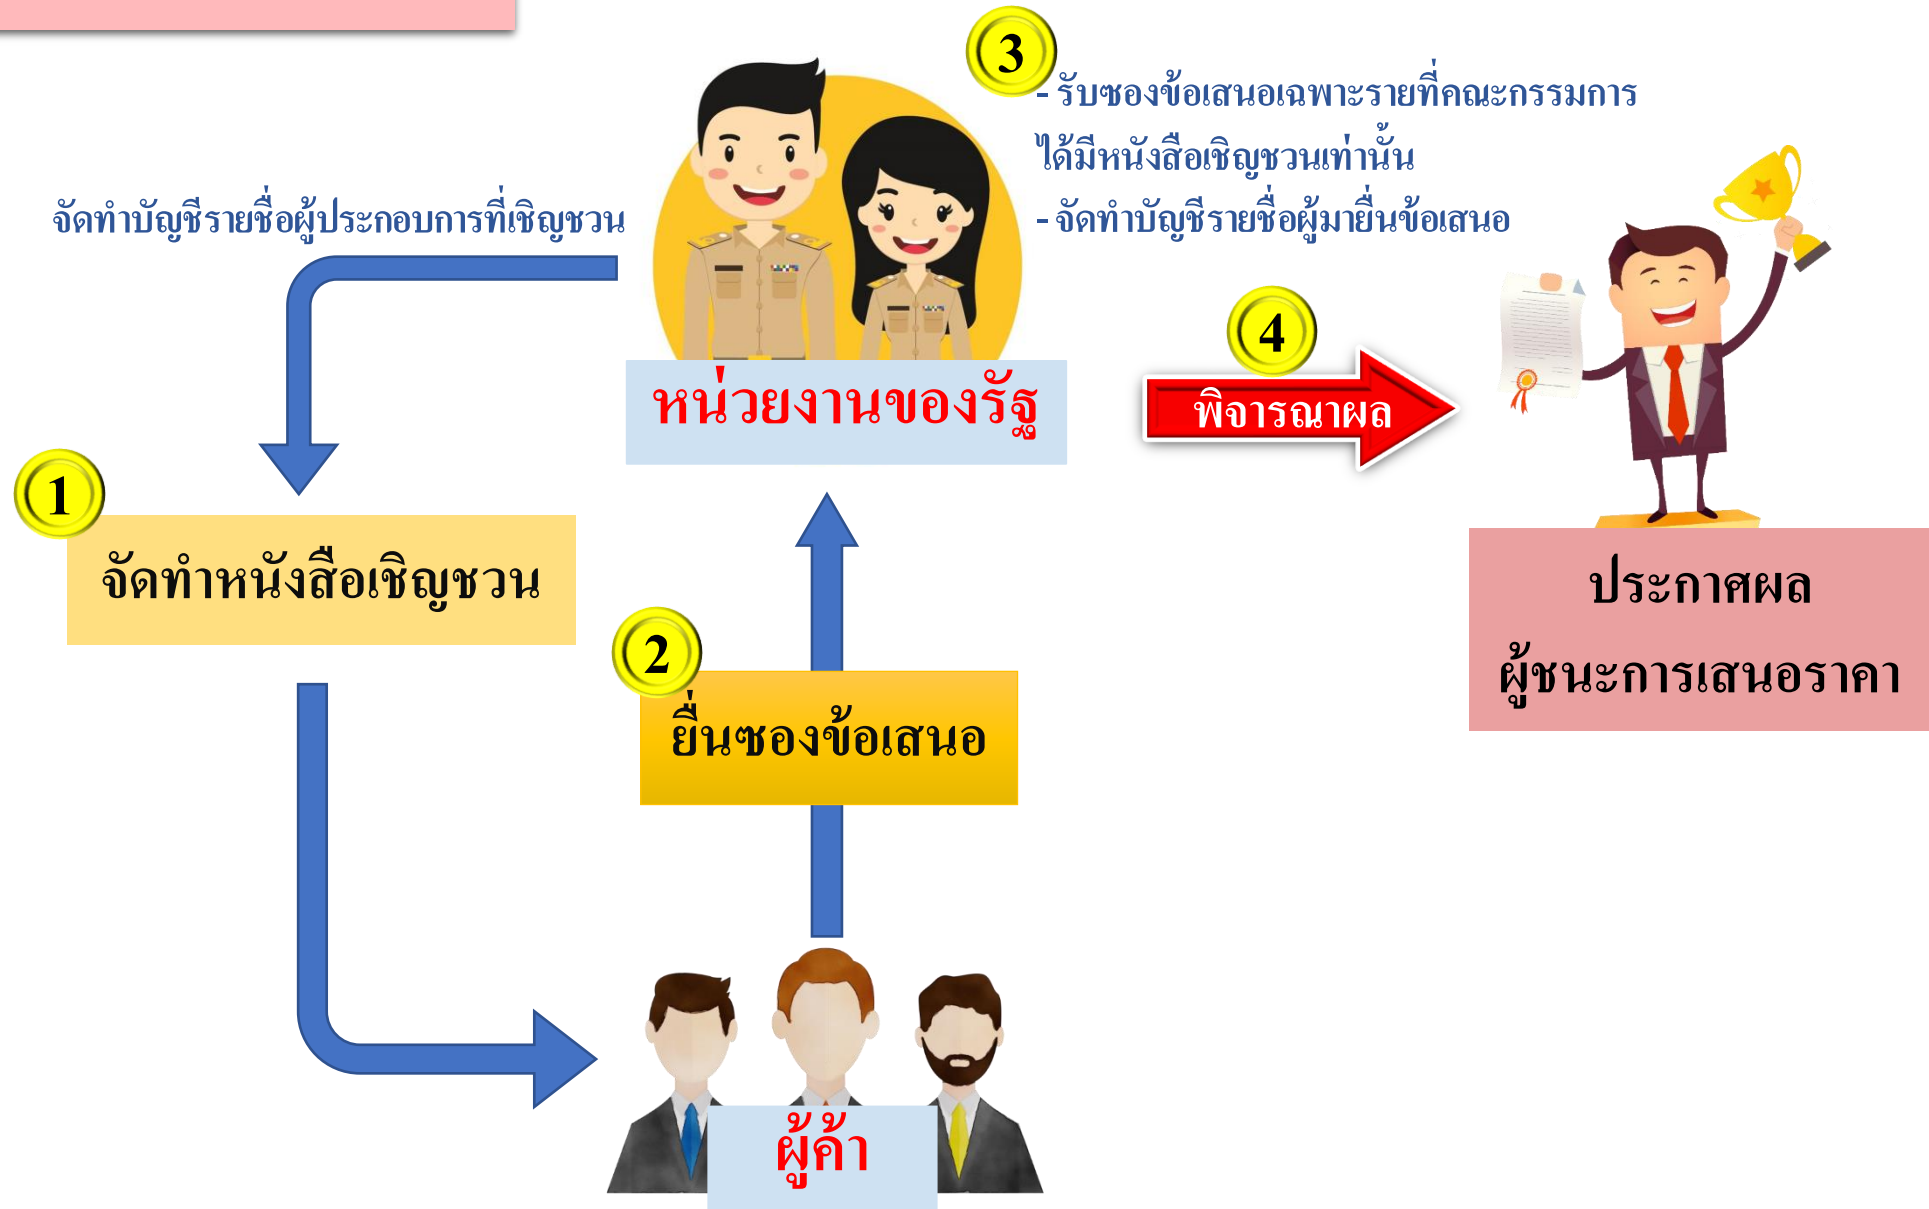 3
- รับซองข้อเสนอเฉพาะรายที่คณะกรรมการ
ได้มีหนังสือเชิญชวนเท่านั้น
- จัดทำบัญชีรายชื่อผู้มายื่นข้อเสนอ
จัดทำบัญชีรายชื่อผู้ประกอบการที่เชิญชวน
หน่วยงานของรัฐ
4
พิจารณาผล
1
จัดทำหนังสือเชิญชวน
2
ยื่นซองข้อเสนอ
ประกาศผล
ผู้ชนะการเสนอราคา
ผู้ค้า